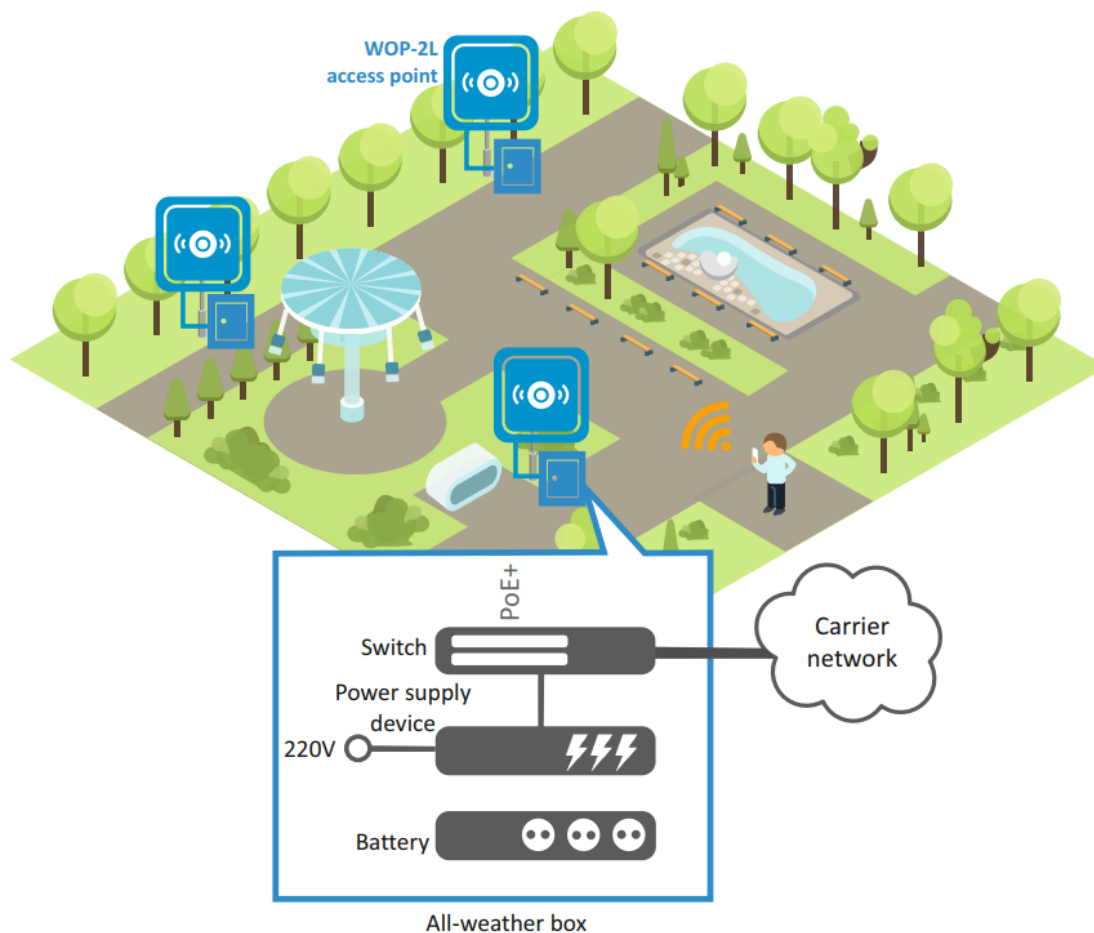 WOP-2L
access point
PoE+
Switch
Carrier
network
Power supply
device
220V
Battery
All-weather box